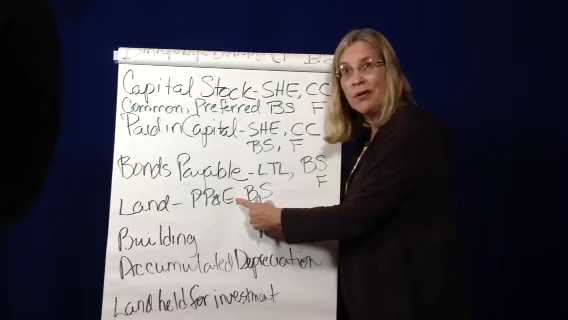 Capital Stock-SHE, CC
Common, Preferred BS F
Paid in Capital-SHE, CC
BS, F
Bonds Payable-LTL, BS
F
Land- PP&E, BS
Building
Accumulated Depreciation
Land held for investment